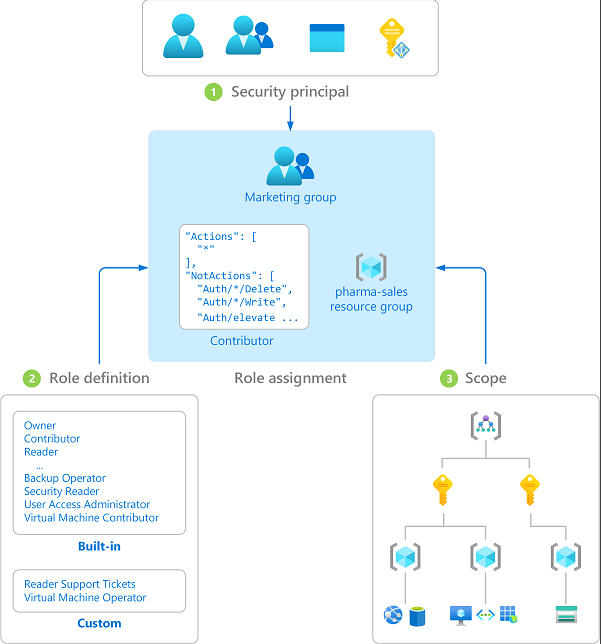 1 Security principal
Marketing group
"Actions": [
"*"
],
"NotActions": [
"Auth/*/Delete",
"Auth/*/Write",
"Auth/elevate ...
Contributor
pharma-sales
resource group
2 Role definition
Role assignment
3 Scope
Owner
Contributor
Reader
...
Backup Operator
Security Reader
User Access Administrator
Virtual Machine Contributor
Built-in
Reader Support Tickets
Virtual Machine Operator
Custom